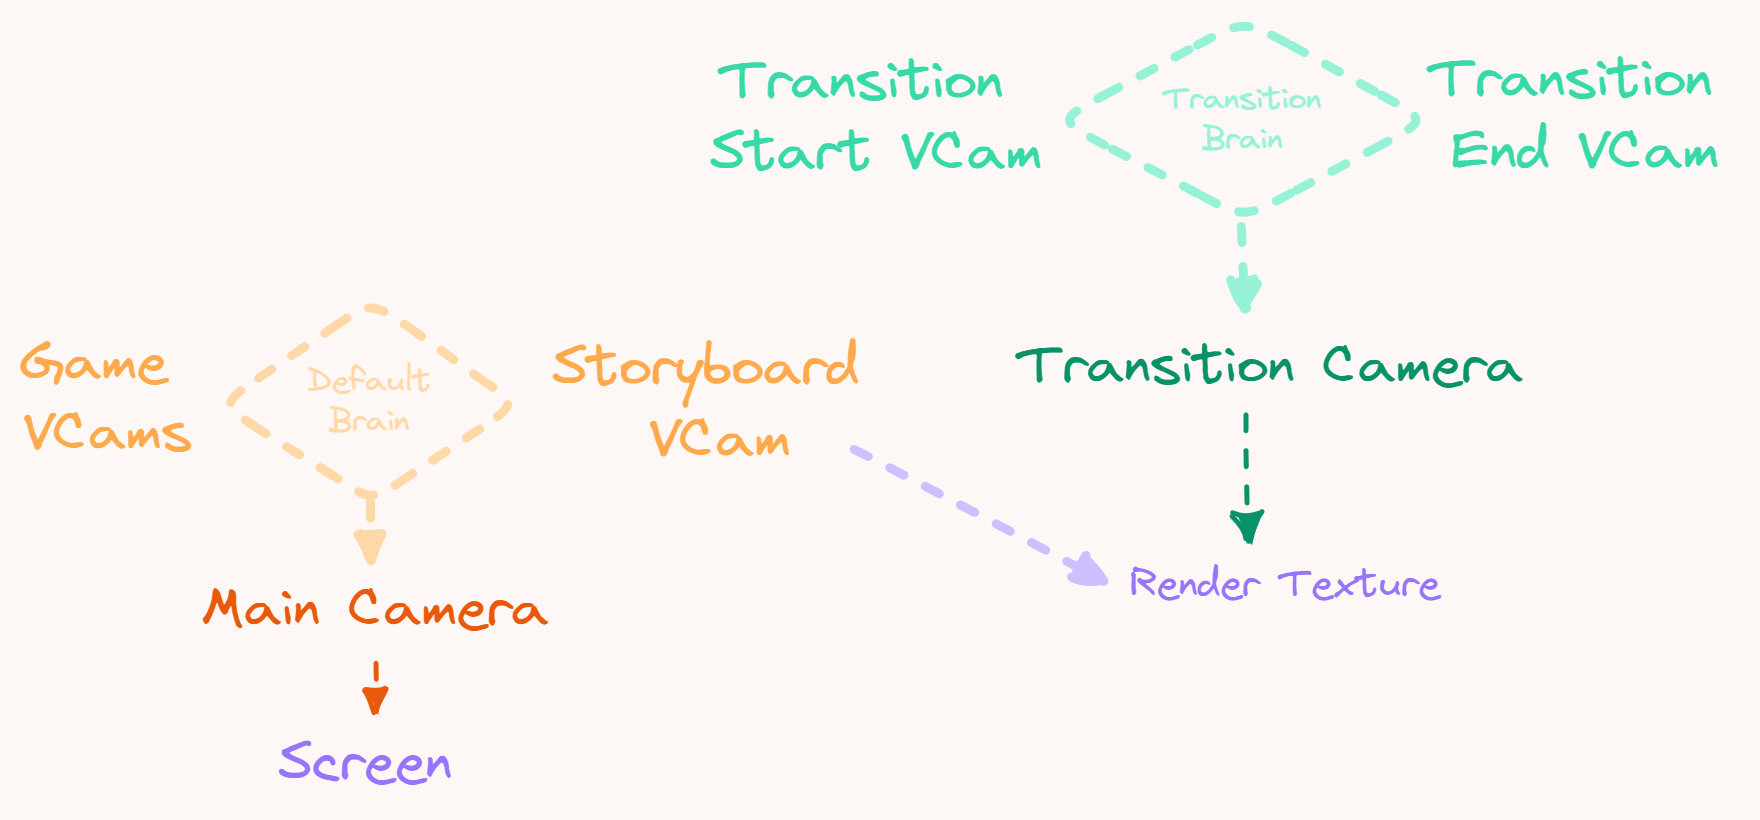 Transition
Start VCam
Transition
Brain
Transition
End VCam
Game
VCams
Default
Brain
Storyboard
VCam
Transition Camera
Render Texture
Main Camera
Screen